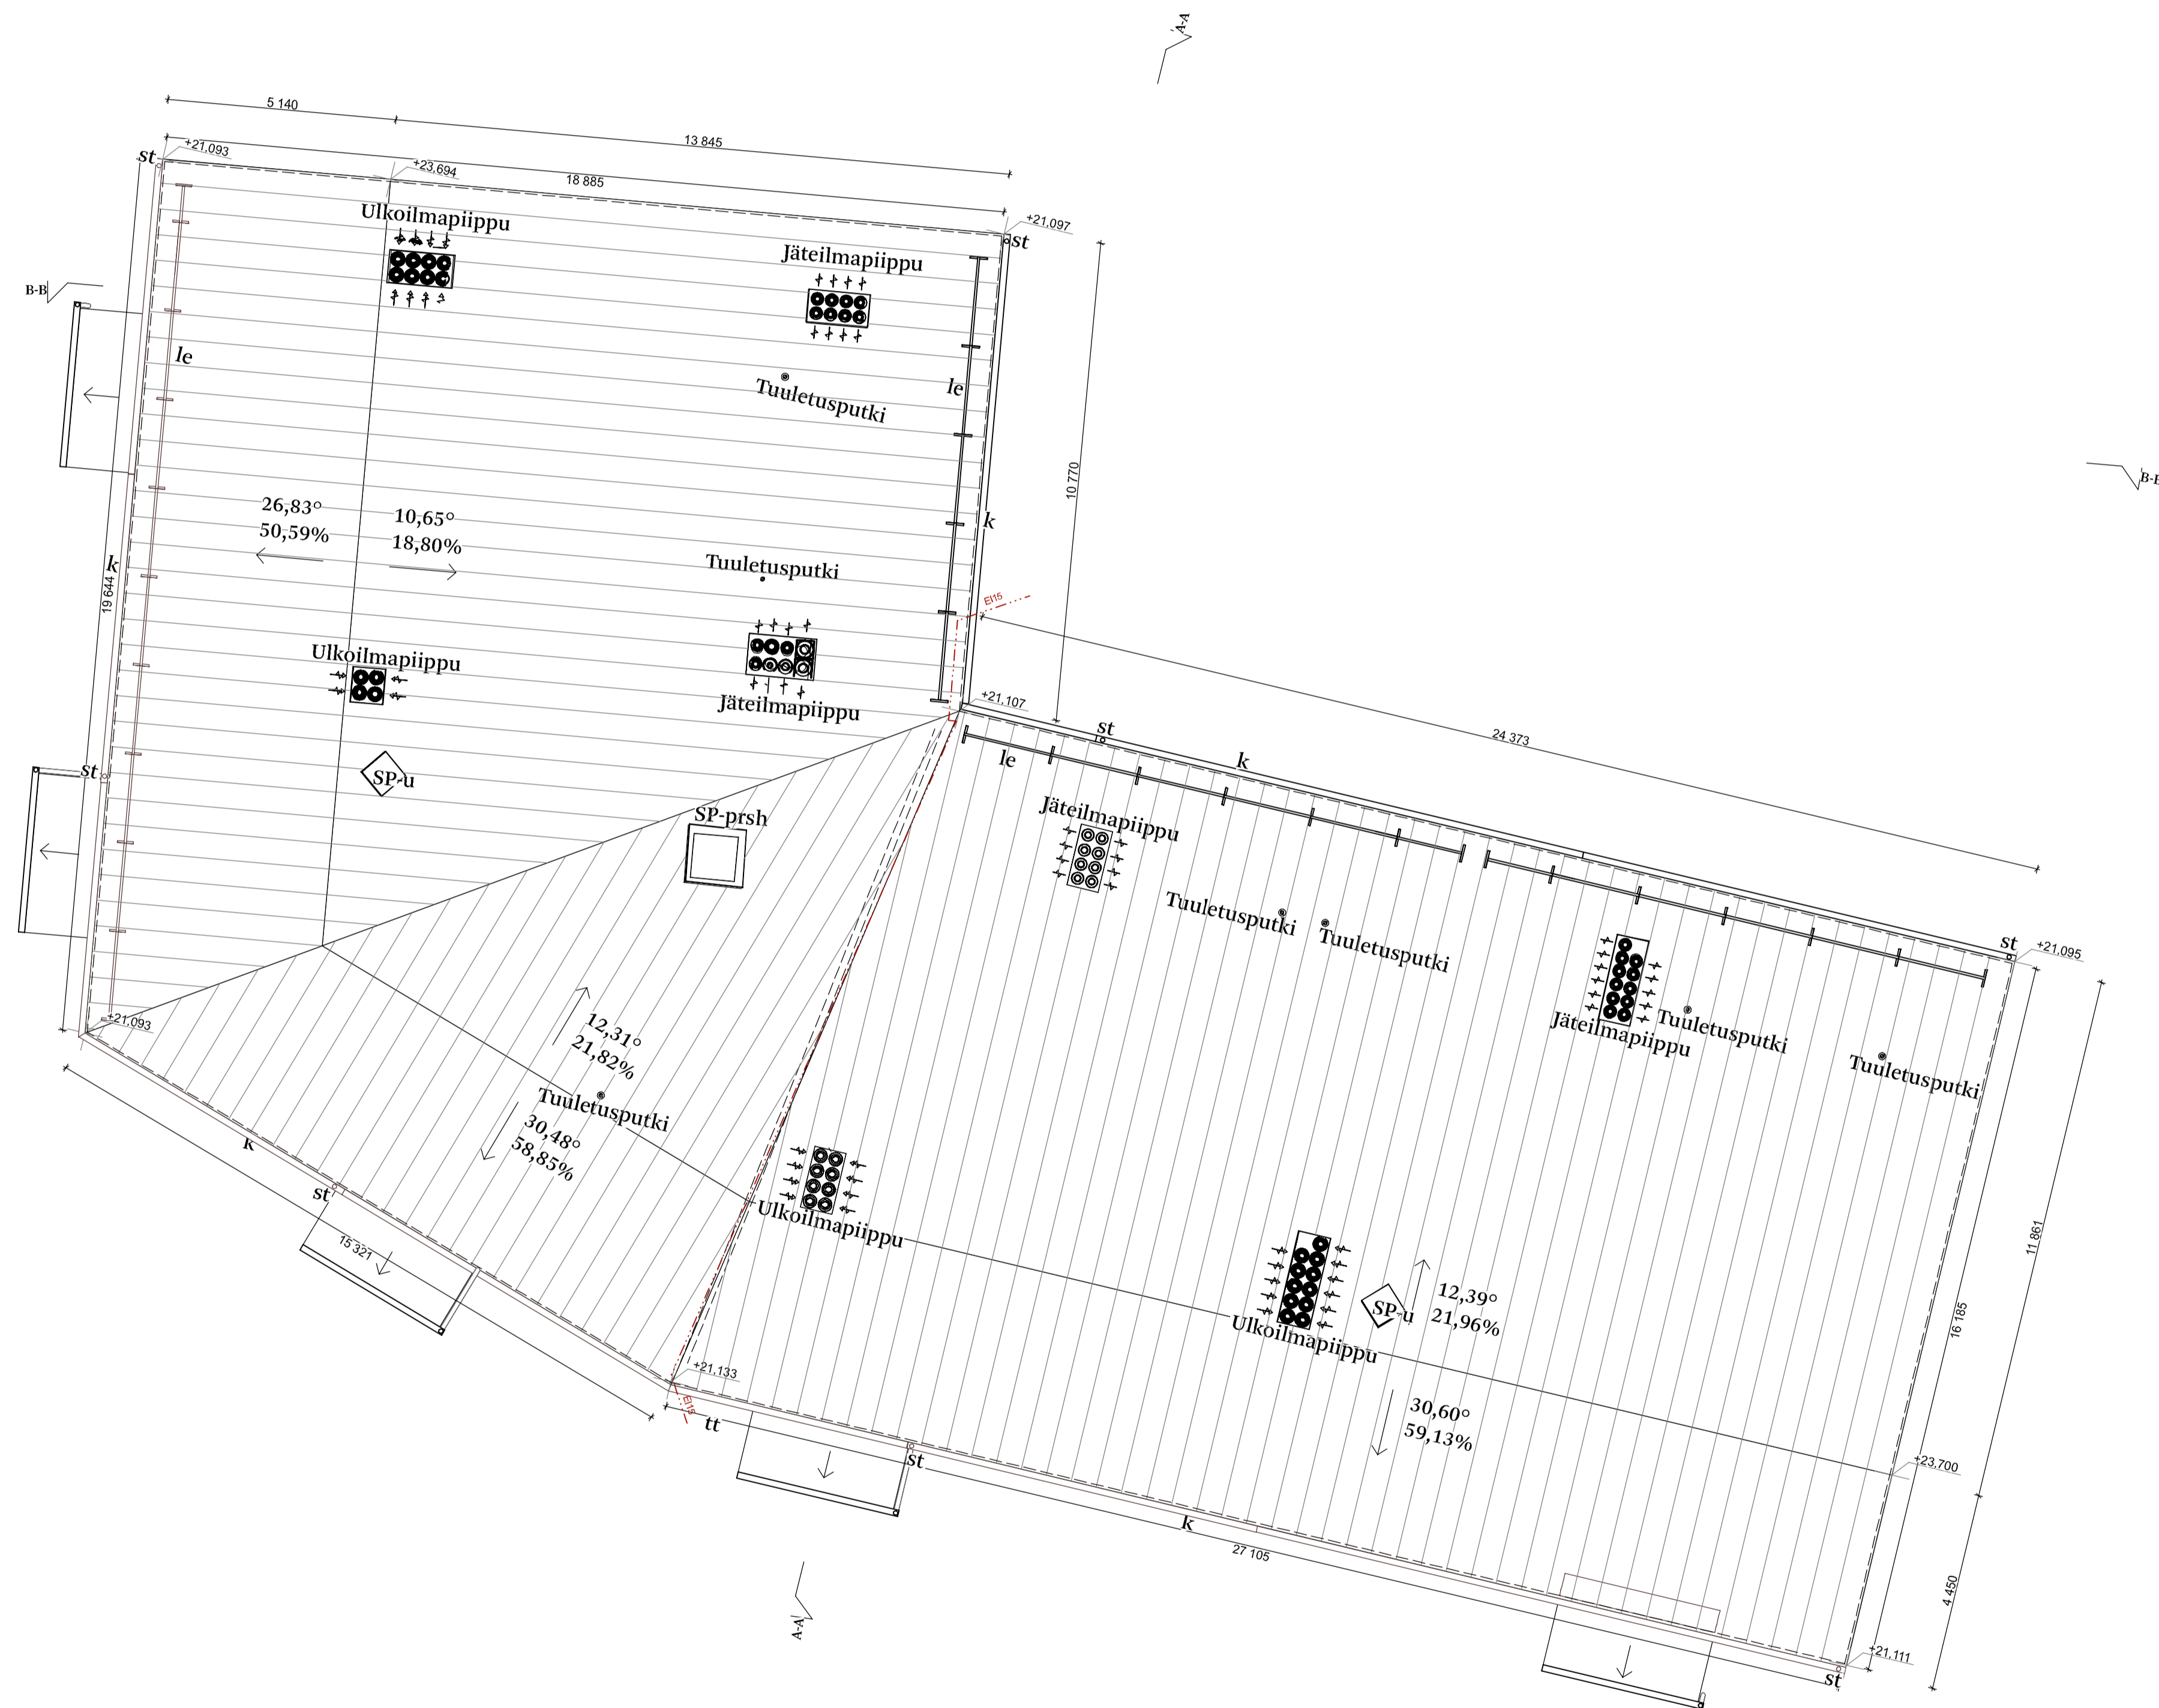 A-A
5 140
13 845
+21,093
st
+23,694
18 885
+21,097
st
Ulkoilmapiippu
Jäteilmapiippu
B-B
le
Tuuletusputki
le
10 770
B-B
26,83°
50,59%
10,65°
18,80%
k
k
19 644
Tuuletusputki
EI15
Ulkoilmapiippu
Jäteilmapiippu
+21,107
st
24 373
k
le
st
SP-u
SP-prsh
Jäteilmapiippu
Tuuletusputki
Tuuletusputki
st
+21,095
Jäteilmapiippu
Tuuletusputki
Tuuletusputki
+21,093
12,31°
21,82%
Tuuletusputki
30,48°
58,85%
k
st
15 321
Ulkoilmapiippu
11 861
16 185
SP-u
12,39°
21,96%
Ulkoilmapiippu
+21,133
EI15
tt
30,60°
59,13%
st
+23,700
k
27 105
4 450
A-A
+21,111
st